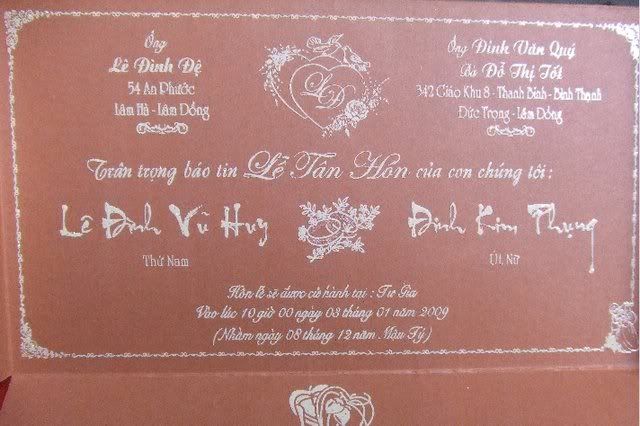 Ông
Lê Đình Đệ
54 An Phước
Lâm Hà - Lâm Đồng
Ông Đinh Văn Quý
Bà Đỗ Thị Tốt
342 Giáo Khu 8 - Thanh Bình - Bình Thạnh
Đức Trọng - Lâm Đồng
Trân trọng báo tin Lễ Tân Hôn của con chúng tôi :
Lê Đình Vũ Huy
Thứ Nam
Đinh Kim Phụng
Út Nữ
Hôn lễ sẽ được cử hành tại : Tư Gia
Vào lúc 10 giờ 00 ngày 03 tháng 01 năm 2009
(Nhằm ngày 08 tháng 12 năm Mậu Tý)